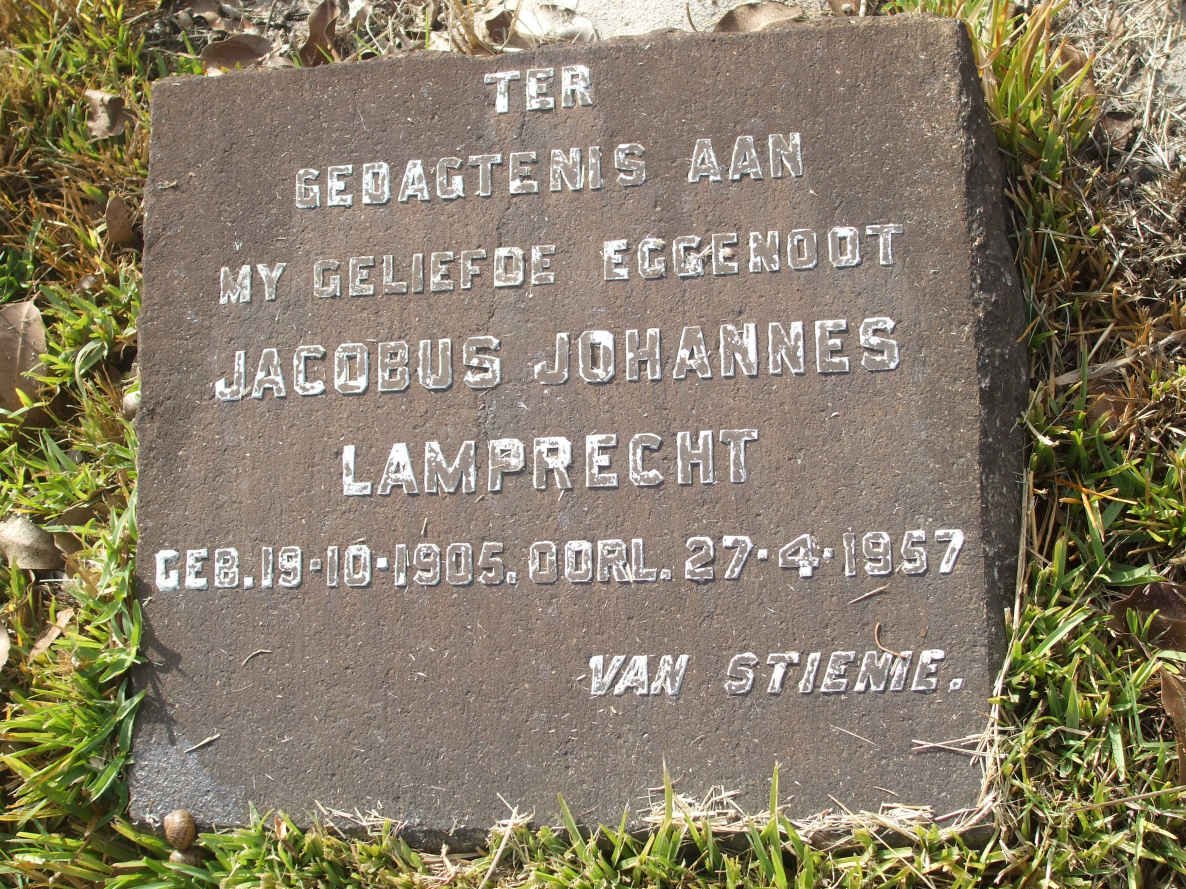 TER
GEDAGTENIS AAN
MY GELIEFDE EGGENOOT
JACOBUS JOHANNES
LAMPRECHT
GEB. 19-10-1905. OORL. 27-4-1957
VAN STIENIE.